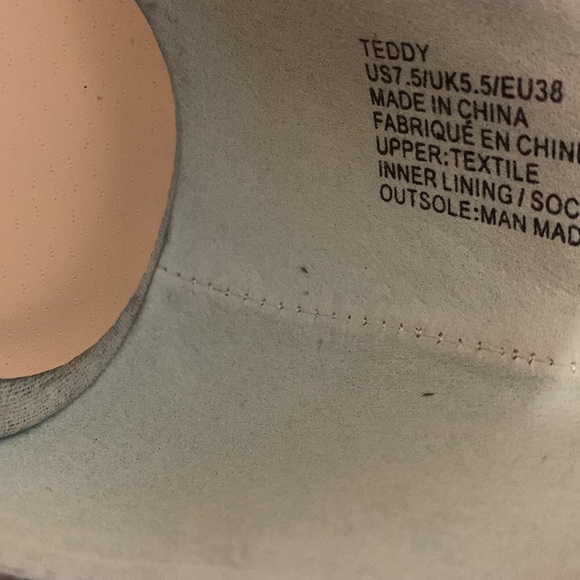 TEDDY
US7.5/UK5.5/EU38
MADE IN CHINA
FABRIQUÉ EN CHIN
UPPER:TEXTILE
INNER LINING / SOC
OUTSOLE:MAN MAD